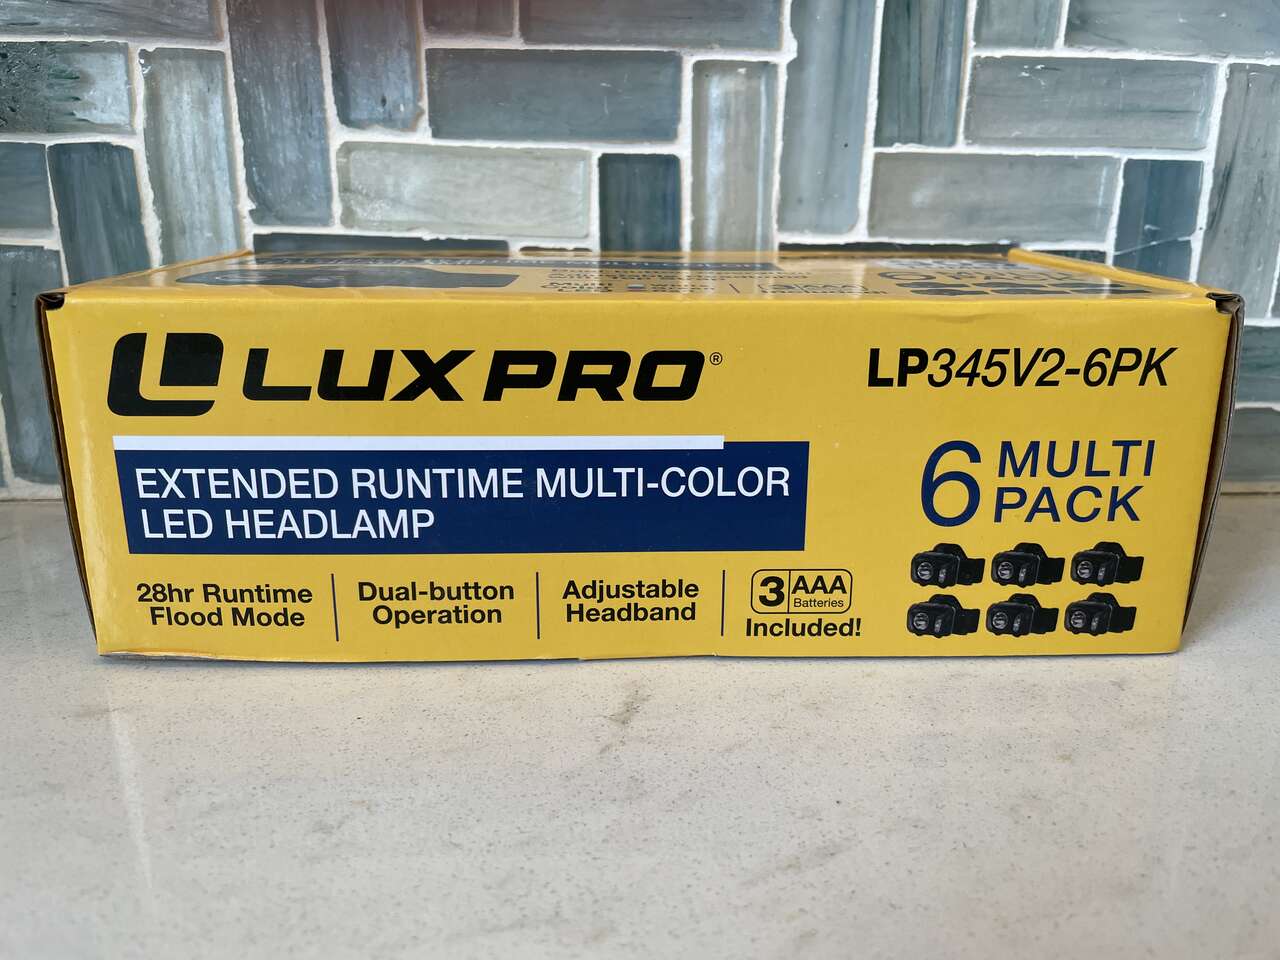 LUXPRO®
LP345V2-6PK
EXTENDED RUNTIME MULTI-COLOR
LED HEADLAMP
6 MULTI
PACK
28hr Runtime
Flood Mode
Dual-button
Operation
Adjustable
Headband
3 AAA
Batteries
Included!